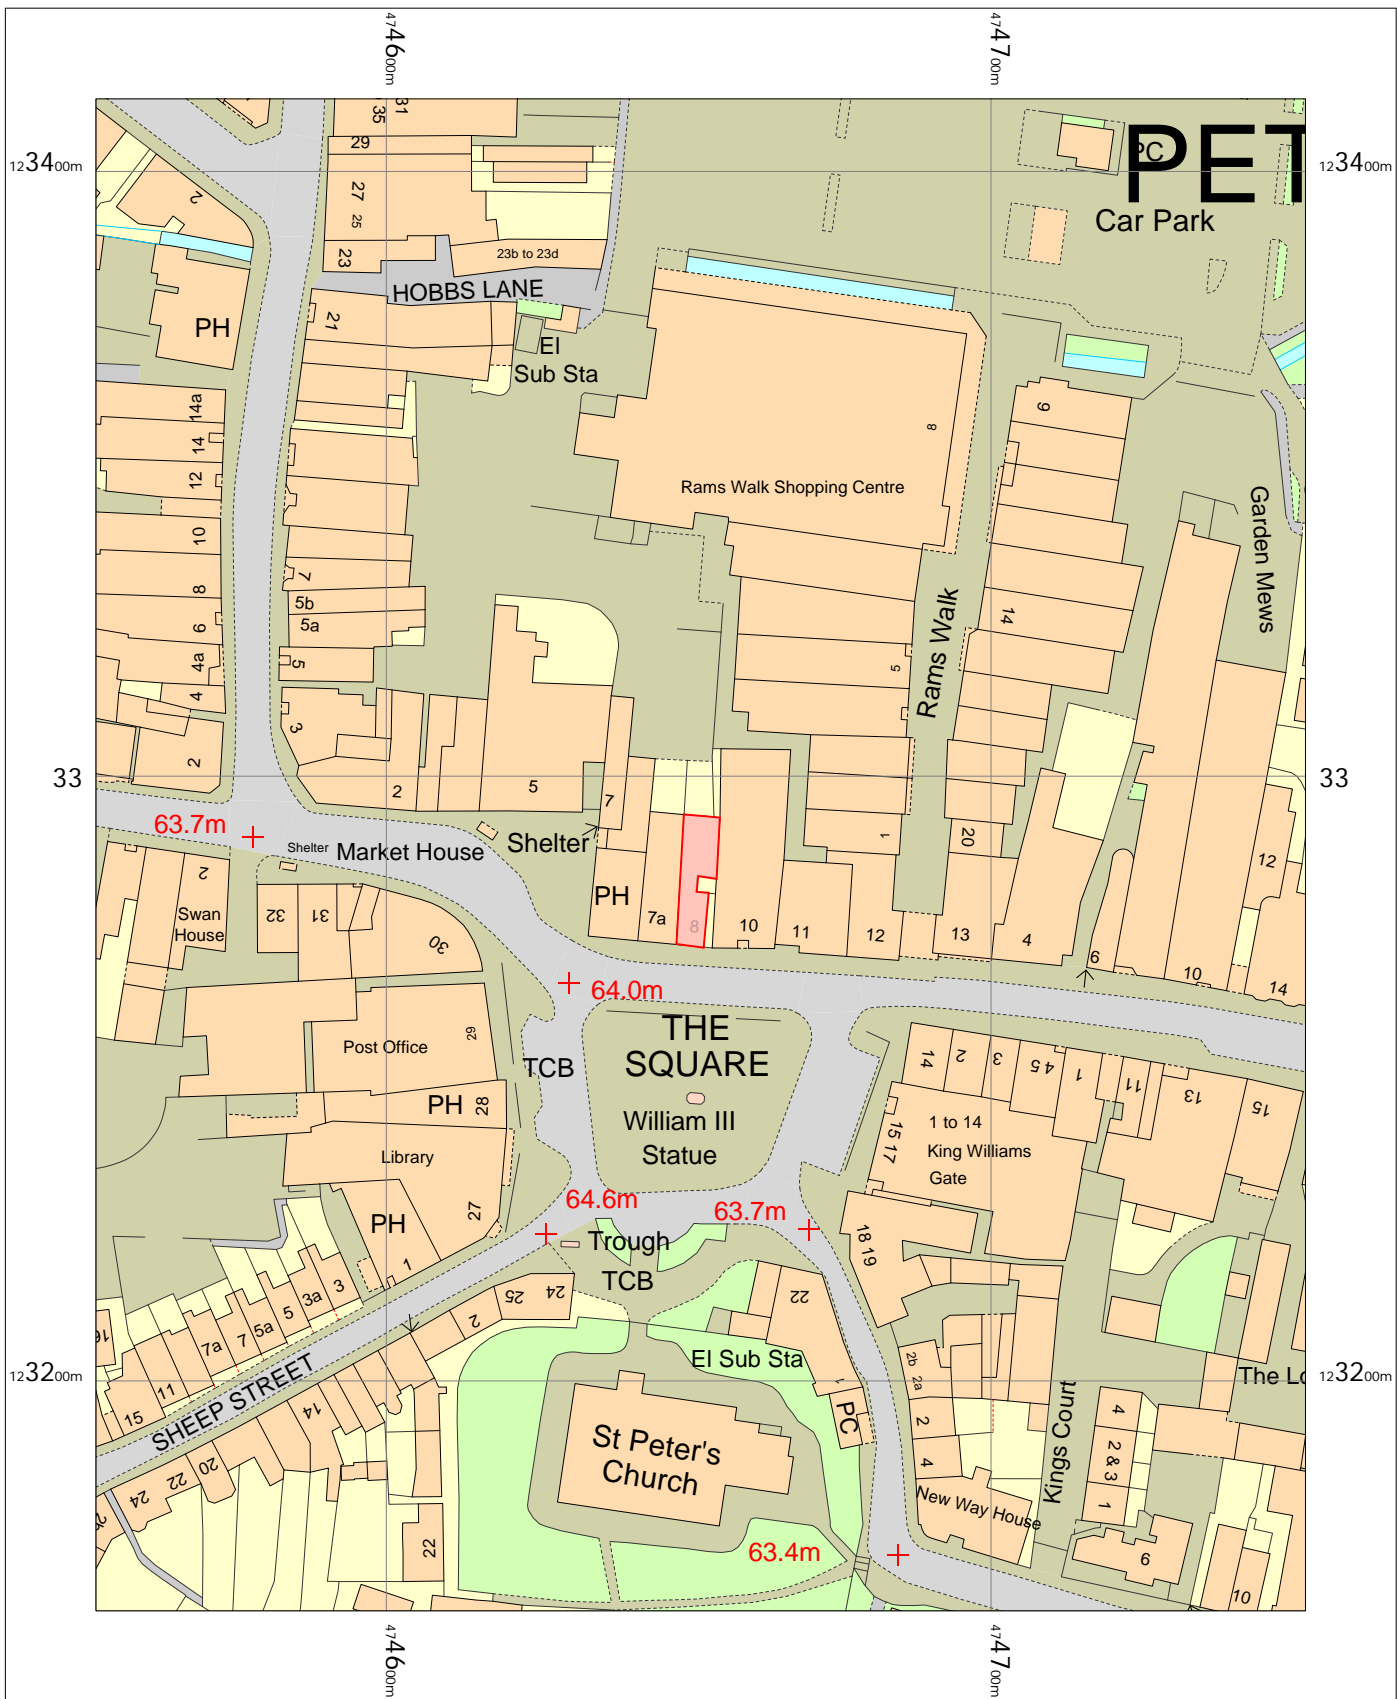 474600m
474700m
1233400m
1233400m
31
35
29
27
25
23
23b to 23d
HOBBS LANE
PC
PET
Car Park
2
PH
21
El
Sub Sta
14a
14
12
10
8
6
4a
4
2
7
5b
5a
5
3
2
8
Rams Walk Shopping Centre
9
14
5
Rams Walk
Garden Mews
33
33
5
7
1
20
12
63.7m
Shelter
Market House
Shelter
PH
7a
8
10
11
12
13
4
6
10
14
2
Swan
House
32
31
30
64.0m
THE
SQUARE
29
Post Office
TCB
PH
28
William III
Statue
Library
27
14
2
3
4 5
1
11
13
15
15 17
1 to 14
King Williams
Gate
64.6m
63.7m
PH
1
Trough
TCB
18 19
3
3a
5
5a
7
7a
11
15
16
SHEEP STREET
24
25
2
22
El Sub Sta
1
PC
2b
2a
2
4
14
20
22
24
22
St Peter's
Church
63.4m
New Way House
Kings Court
4
2 & 3
1
6
10
The Lo
1233200m
1233200m
474600m
474700m